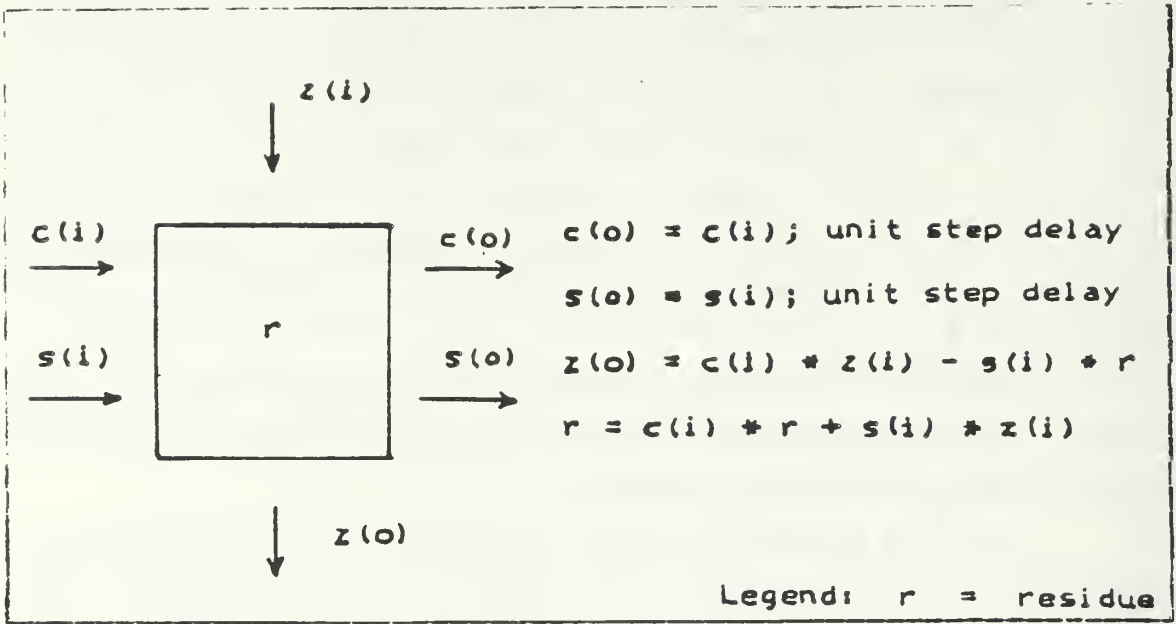 z(i)
c(i)
c(o)
c(o) = c(i); unit step delay
s(o) = s(i); unit step delay
r
s(i)
s(o)
z(o) = c(i) * z(i) - s(i) * r
r = c(i) * r + s(i) * z(i)
z(o)
Legend: r = residue